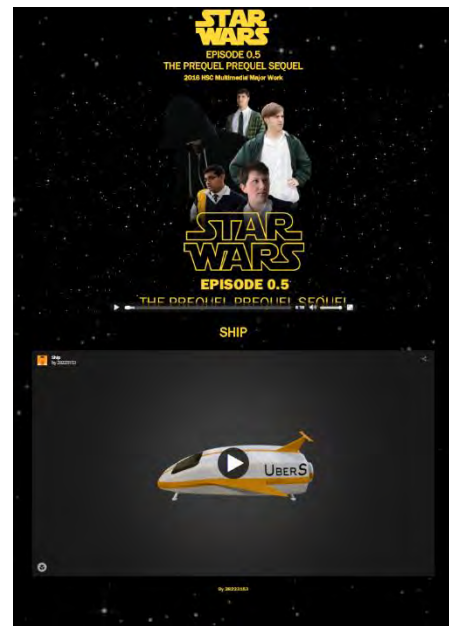 STAR
WARS
EPISODE 0.5
THE PREQUEL PREQUEL SEQUEL
2016 HSC Multimedia Major Work
STAR
WARS
EPISODE 0.5
THE PREQUEL PREQUEL SEQUEL
SHIP
Ship
UBERS